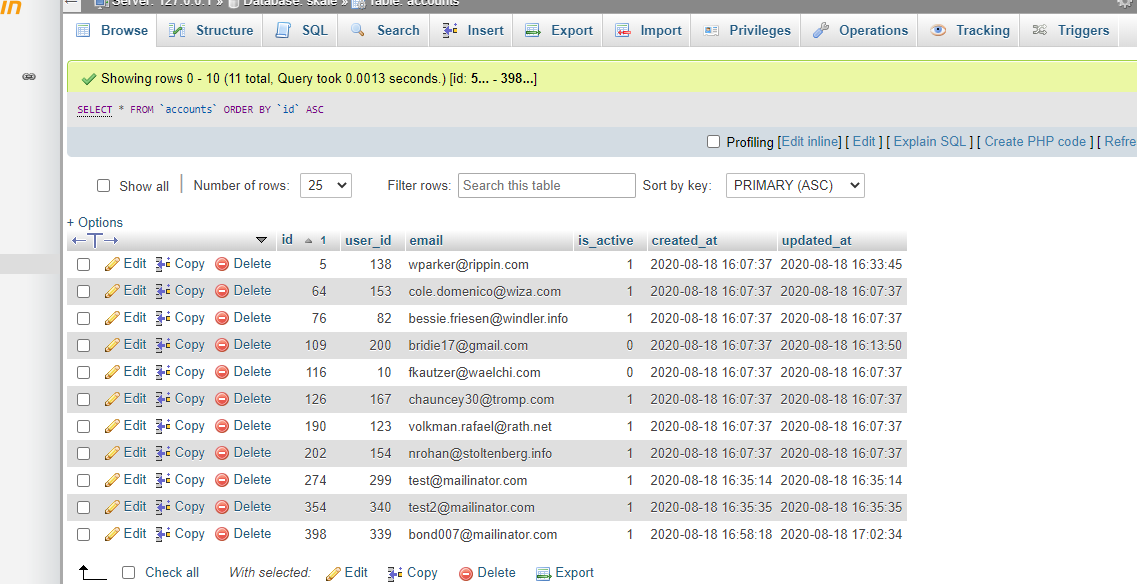 in
Server: 127.0.0.1 » Database: skale » Table: accounts
Browse Structure SQL Search Insert Export Import Privileges Operations Tracking Triggers
Showing rows 0 - 10 (11 total, Query took 0.0013 seconds.) [id: 5... - 398...]
SELECT * FROM `accounts` ORDER BY `id` ASC
Profiling [Edit inline] [ Edit ] [ Explain SQL ] [ Create PHP code ] [ Refre
Show all | Number of rows: 25 Filter rows: Search this table Sort by key: PRIMARY (ASC)
+ Options
←T→ id 1 user_id email is_active created_at updated_at
Edit Copy Delete 5 138 wparker@rippin.com 1 2020-08-18 16:07:37 2020-08-18 16:33:45
Edit Copy Delete 64 153 cole.domenico@wiza.com 1 2020-08-18 16:07:37 2020-08-18 16:07:37
Edit Copy Delete 76 82 bessie.friesen@windler.info 1 2020-08-18 16:07:37 2020-08-18 16:07:37
Edit Copy Delete 109 200 bridie17@gmail.com 0 2020-08-18 16:07:37 2020-08-18 16:13:50
Edit Copy Delete 116 10 fkautzer@waelchi.com 0 2020-08-18 16:07:37 2020-08-18 16:07:37
Edit Copy Delete 126 167 chauncey30@tromp.com 1 2020-08-18 16:07:37 2020-08-18 16:07:37
Edit Copy Delete 190 123 volkman.rafael@rath.net 1 2020-08-18 16:07:37 2020-08-18 16:07:37
Edit Copy Delete 202 154 nrohan@stoltenberg.info 1 2020-08-18 16:07:37 2020-08-18 16:07:37
Edit Copy Delete 274 299 test@mailinator.com 1 2020-08-18 16:35:14 2020-08-18 16:35:14
Edit Copy Delete 354 340 test2@mailinator.com 1 2020-08-18 16:35:35 2020-08-18 16:35:35
Edit Copy Delete 398 339 bond007@mailinator.com 1 2020-08-18 16:58:18 2020-08-18 17:02:34
Check all With selected: Edit Copy Delete Export